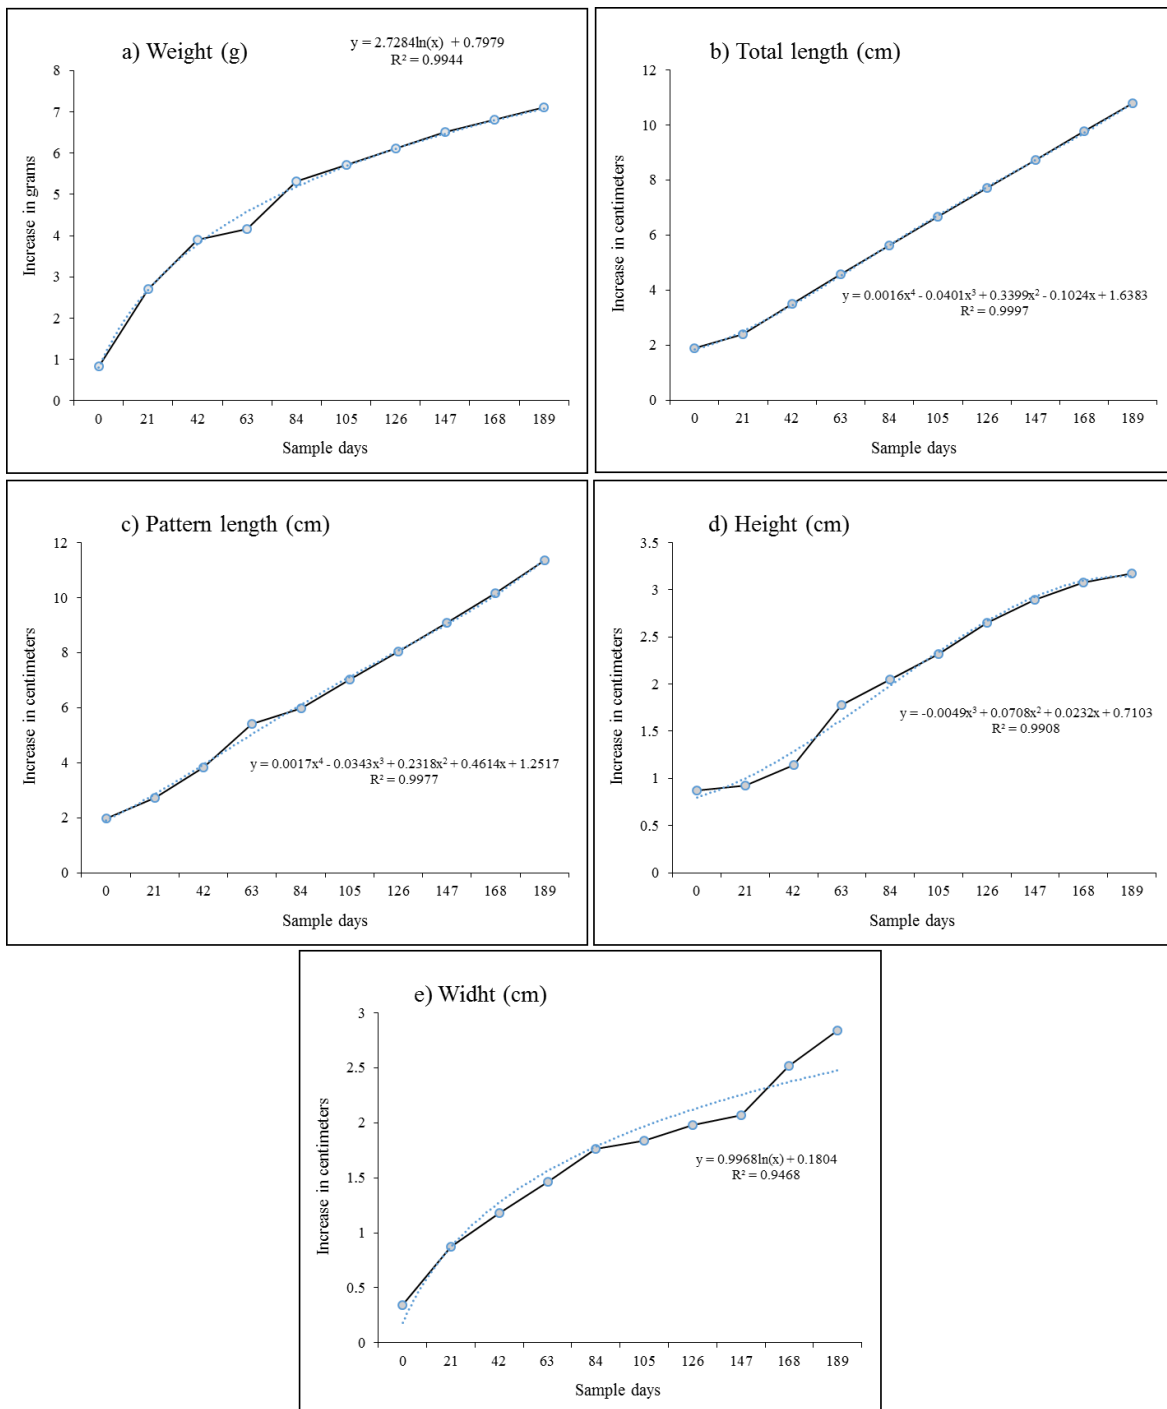 a) Weight (g)
y = 2.7284ln(x) + 0.7979
R² = 0.9944
Increase in grams
8
7
6
5
4
3
2
1
0
0 21 42 63 84 105 126 147 168 189
Sample days
b) Total length (cm)
Increase in centimeters
12
10
8
6
4
2
0
y = 0.0016x⁴ - 0.0401x³ + 0.3399x² - 0.1024x + 1.6383
R² = 0.9997
0 21 42 63 84 105 126 147 168 189
Sample days
c) Pattern length (cm)
Increase in centimeters
12
10
8
6
4
2
0
y = 0.0017x⁴ - 0.0343x³ + 0.2318x² + 0.4614x + 1.2517
R² = 0.9977
0 21 42 63 84 105 126 147 168 189
Sample days
d) Height (cm)
Increase in centimeters
3.5
3
2.5
2
1.5
1
0.5
0
y = -0.0049x³ + 0.0708x² + 0.0232x + 0.7103
R² = 0.9908
0 21 42 63 84 105 126 147 168 189
Sample days
e) Widht (cm)
Increase in centimeters
3
2.5
2
1.5
1
0.5
0
y = 0.9968ln(x) + 0.1804
R² = 0.9468
0 21 42 63 84 105 126 147 168 189
Sample days